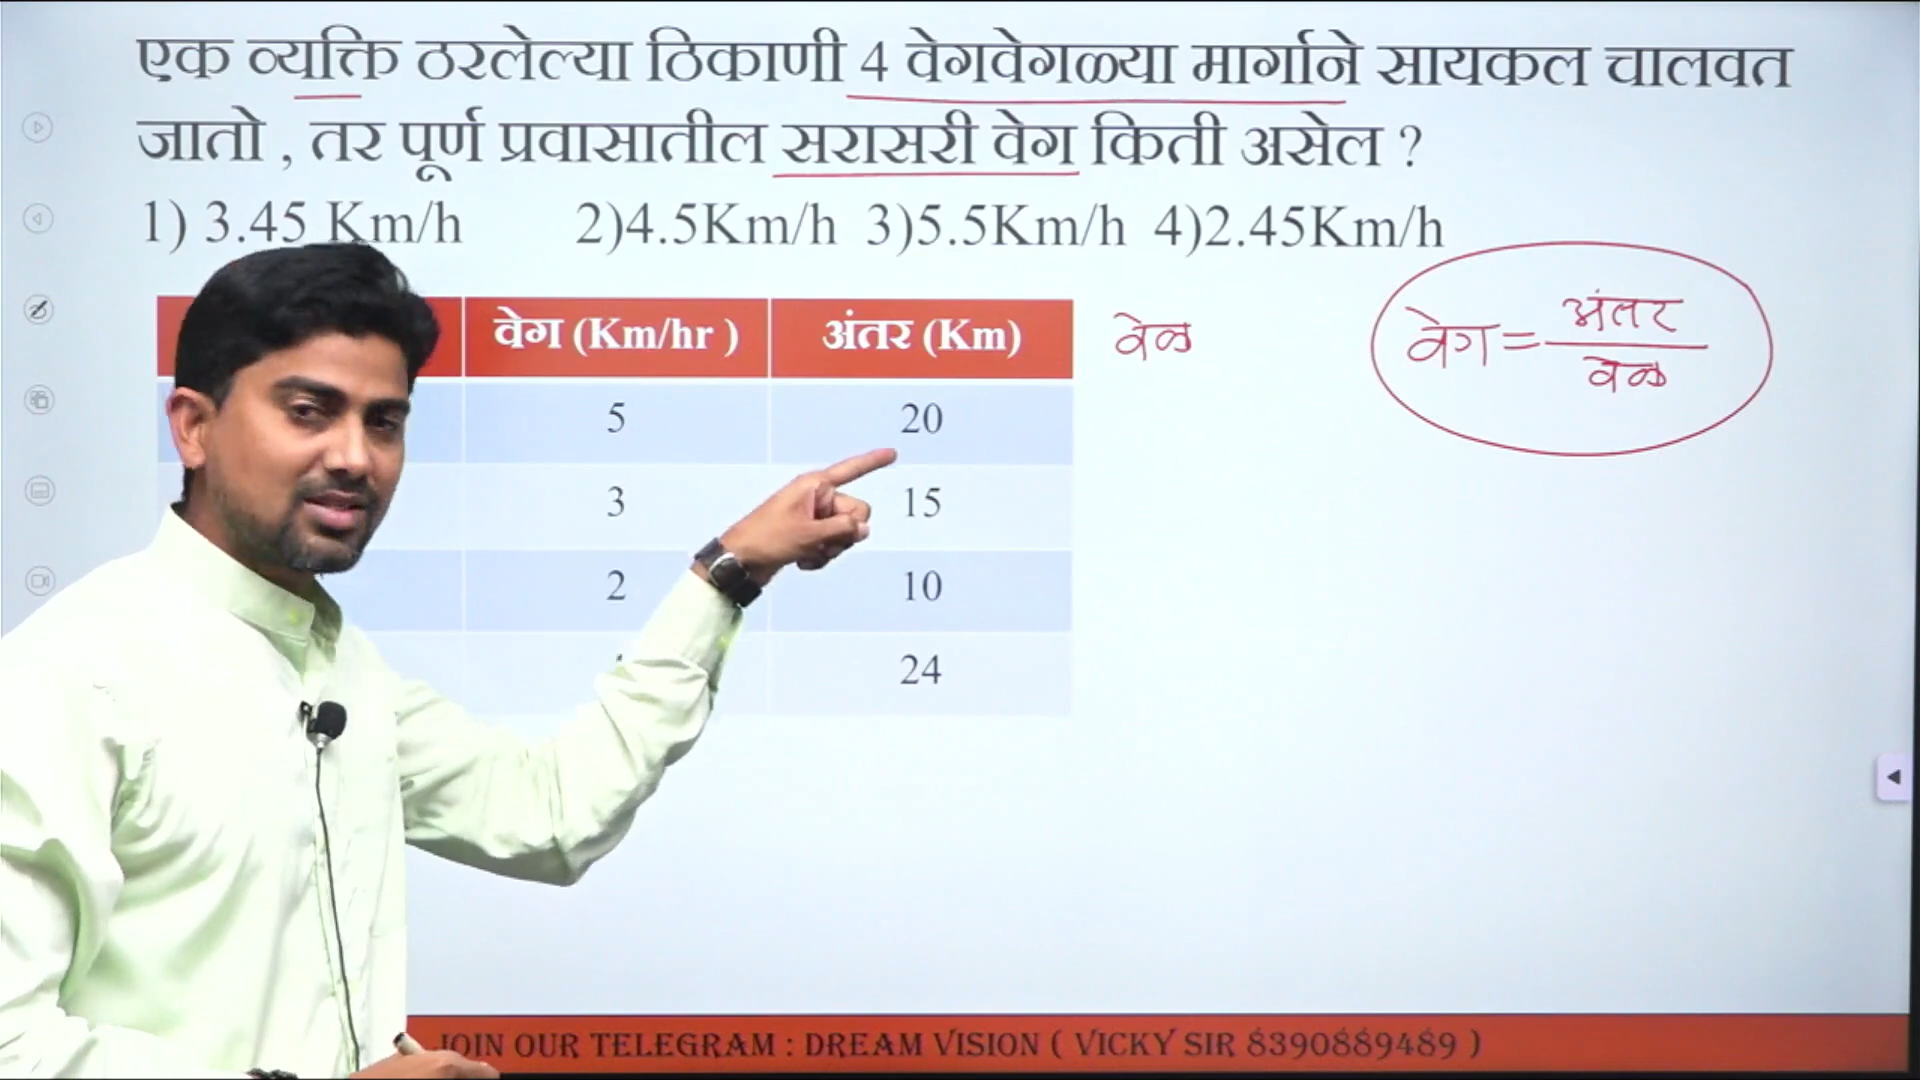 एक व्यक्ति ठरलेल्या ठिकाणी 4 वेगवेगळ्या मार्गाने सायकल चालवत
जातो , तर पूर्ण प्रवासातील सरासरी वेग किती असेल ?
1) 3.45 Km/h 2)4.5Km/h 3)5.5Km/h 4)2.45Km/h
वेग (Km/hr ) अंतर (Km) वेळ
वेग = अंतर / वेळ
5 20
3 15
2 10
24
JOIN OUR TELEGRAM : DREAM VISION ( VICKY SIR 8390889489 )